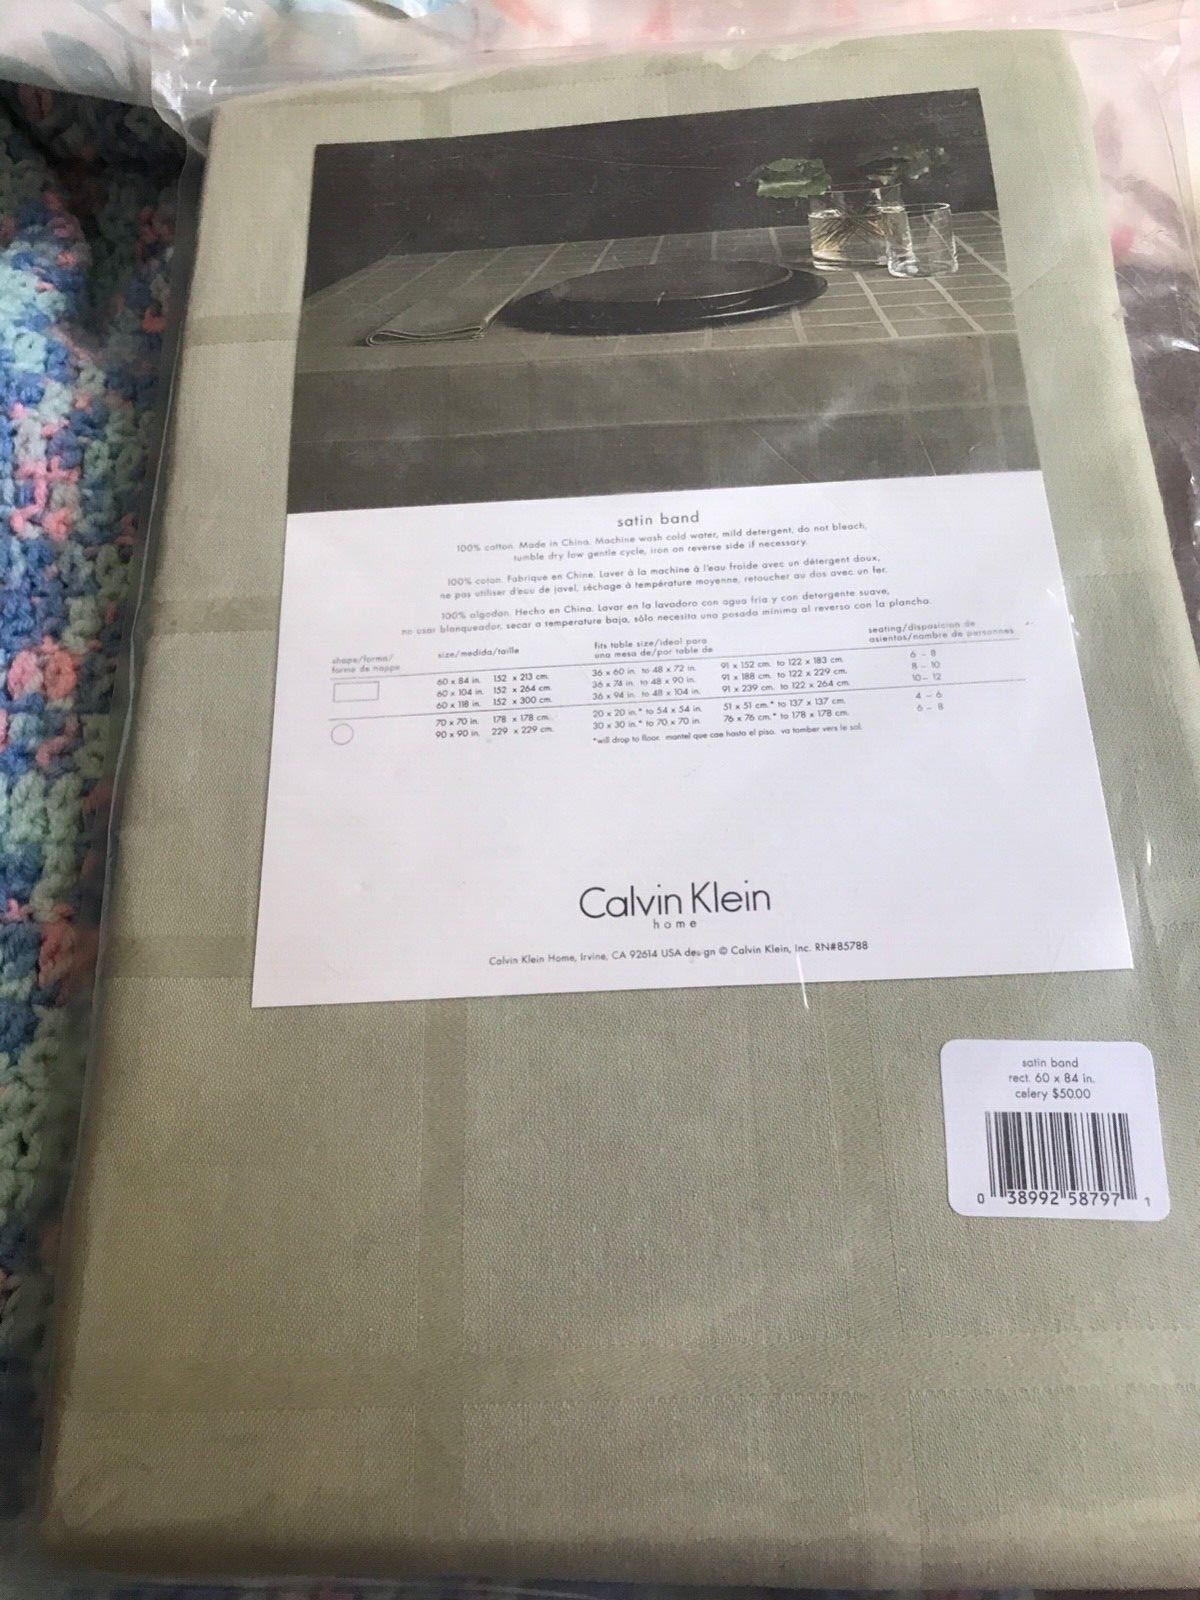 satin band
100% cotton. Made in China. Machine wash cold water, mild detergent, do not bleach,
tumble dry low gentle cycle, iron on reverse side if necessary.
100% coton. Fabrique en Chine. Laver à la machine à l'eau froide avec un détergent doux,
ne pas utiliser d'eau de javel, séchage à température moyenne, retoucher au dos avec un fer.
100% algodon. Hecho en China. Lavar en la lavadora con agua fría y con detergente suave,
no usar blanqueador, secar a temperature baja, sólo necesita una posada mínima al reverso con la plancha.
shape/forma/
forme de nappe
size/medida/taille
fits table size/ideal para
una mesa de/por table de
seating/disposicion de
asientos/nombre de personnes
60 x 84 in. 152 x 213 cm. 36 x 60 in. to 48 x 72 in. 91 x 152 cm. to 122 x 183 cm. 6 - 8
60 x 104 in. 152 x 264 cm. 36 x 74 in. to 48 x 90 in. 91 x 188 cm. to 122 x 229 cm. 8 - 10
60 x 118 in. 152 x 300 cm. 36 x 94 in. to 48 x 104 in. 91 x 239 cm. to 122 x 264 cm. 10 - 12
70 x 70 in. 178 x 178 cm. 20 x 20 in.* to 54 x 54 in. 51 x 51 cm.* to 137 x 137 cm. 4 - 6
90 x 90 in. 229 x 229 cm. 30 x 30 in.* to 70 x 70 in. 76 x 76 cm.* to 178 x 178 cm. 6 - 8
*will drop to floor. mantel que cae hasta el piso. va tomber vers le sol.
Calvin Klein
home
Calvin Klein Home, Irvine, CA 92614 USA design © Calvin Klein, Inc. RN#85788
satin band
rect. 60 x 84 in.
celery $50.00
0 38992 58797 1